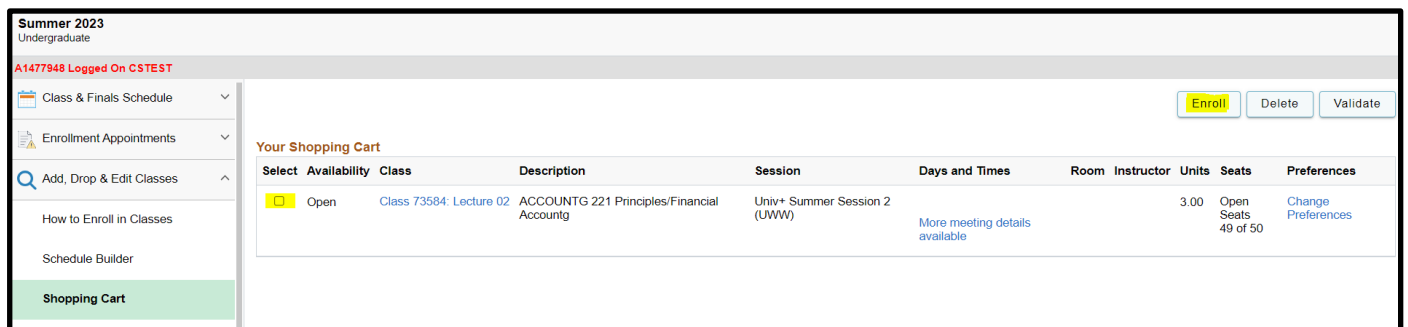 Summer 2023
Undergraduate
A1477948 Logged On CSTEST
Class & Finals Schedule
Enrollment Appointments
Add, Drop & Edit Classes
How to Enroll in Classes
Schedule Builder
Shopping Cart
Enroll Delete Validate
Your Shopping Cart
Select Availability Class Description Session Days and Times Room Instructor Units Seats Preferences
Open Class 73584: Lecture 02 ACCOUNTG 221 Principles/Financial Univ+ Summer Session 2 3.00 Open Change
Accountg (UWW) More meeting details Seats Preferences
available 49 of 50